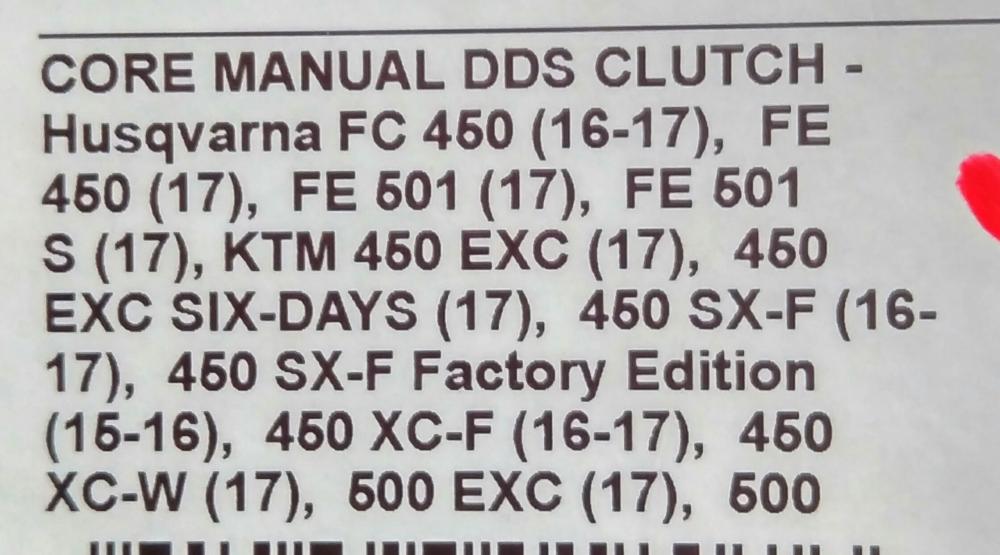 CORE MANUAL DDS CLUTCH -
Husqvarna FC 450 (16-17), FE
450 (17), FE 501 (17), FE 501
S (17), KTM 450 EXC (17), 450
EXC SIX-DAYS (17), 450 SX-F (16-
17), 450 SX-F Factory Edition
(15-16), 450 XC-F (16-17), 450
XC-W (17), 500 EXC (17), 500